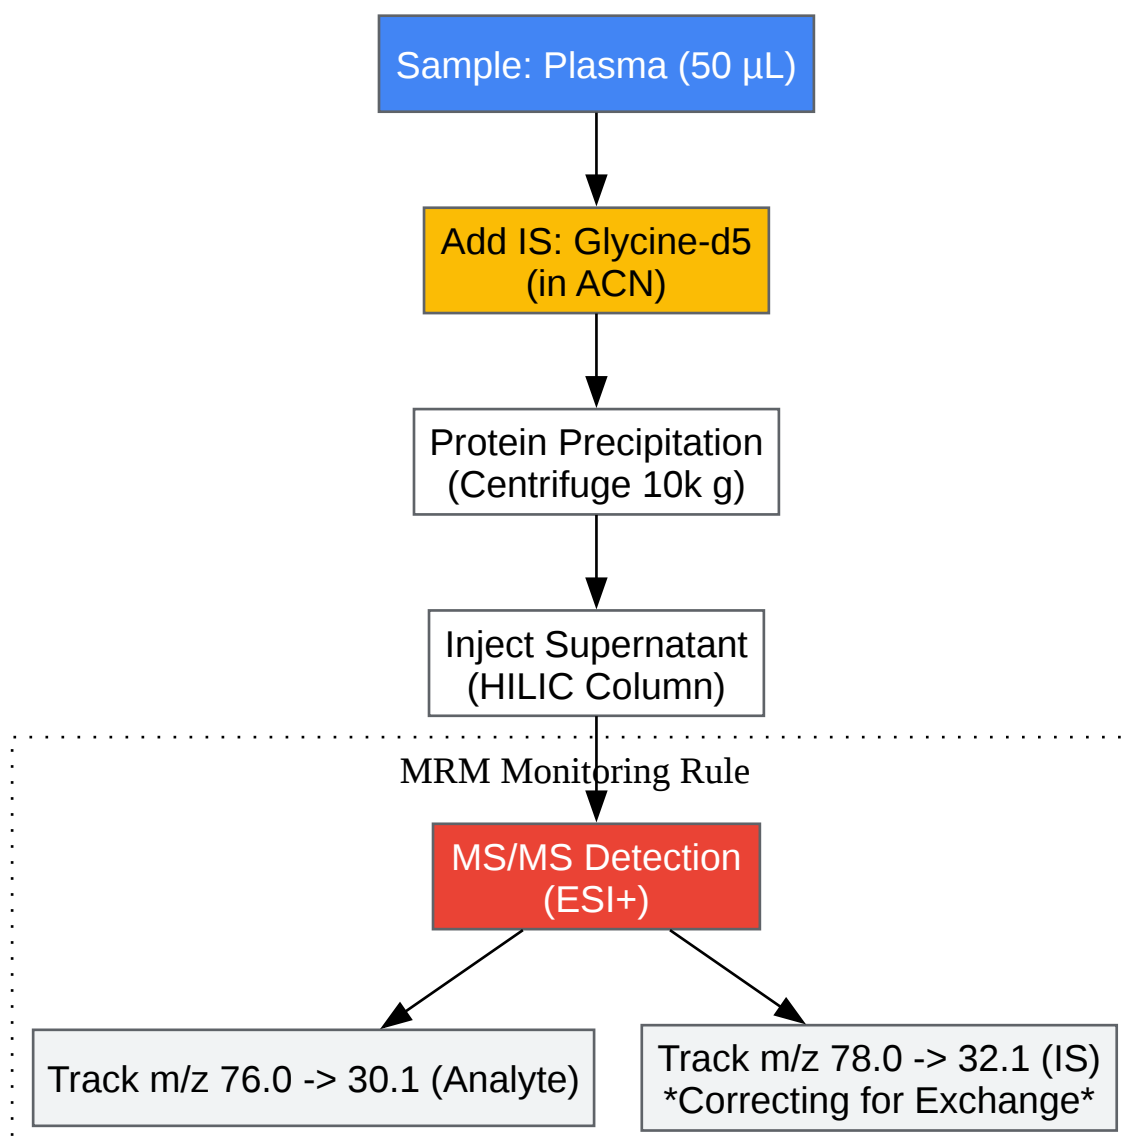 Sample: Plasma (50 µL)
Add IS: Glycine-d5
(in ACN)
Protein Precipitation
(Centrifuge 10k g)
Inject Supernatant
(HILIC Column)
MRM Monitoring Rule
MS/MS Detection
(ESI+)
Track m/z 76.0 -> 30.1 (Analyte)
Track m/z 78.0 -> 32.1 (IS)
*Correcting for Exchange*